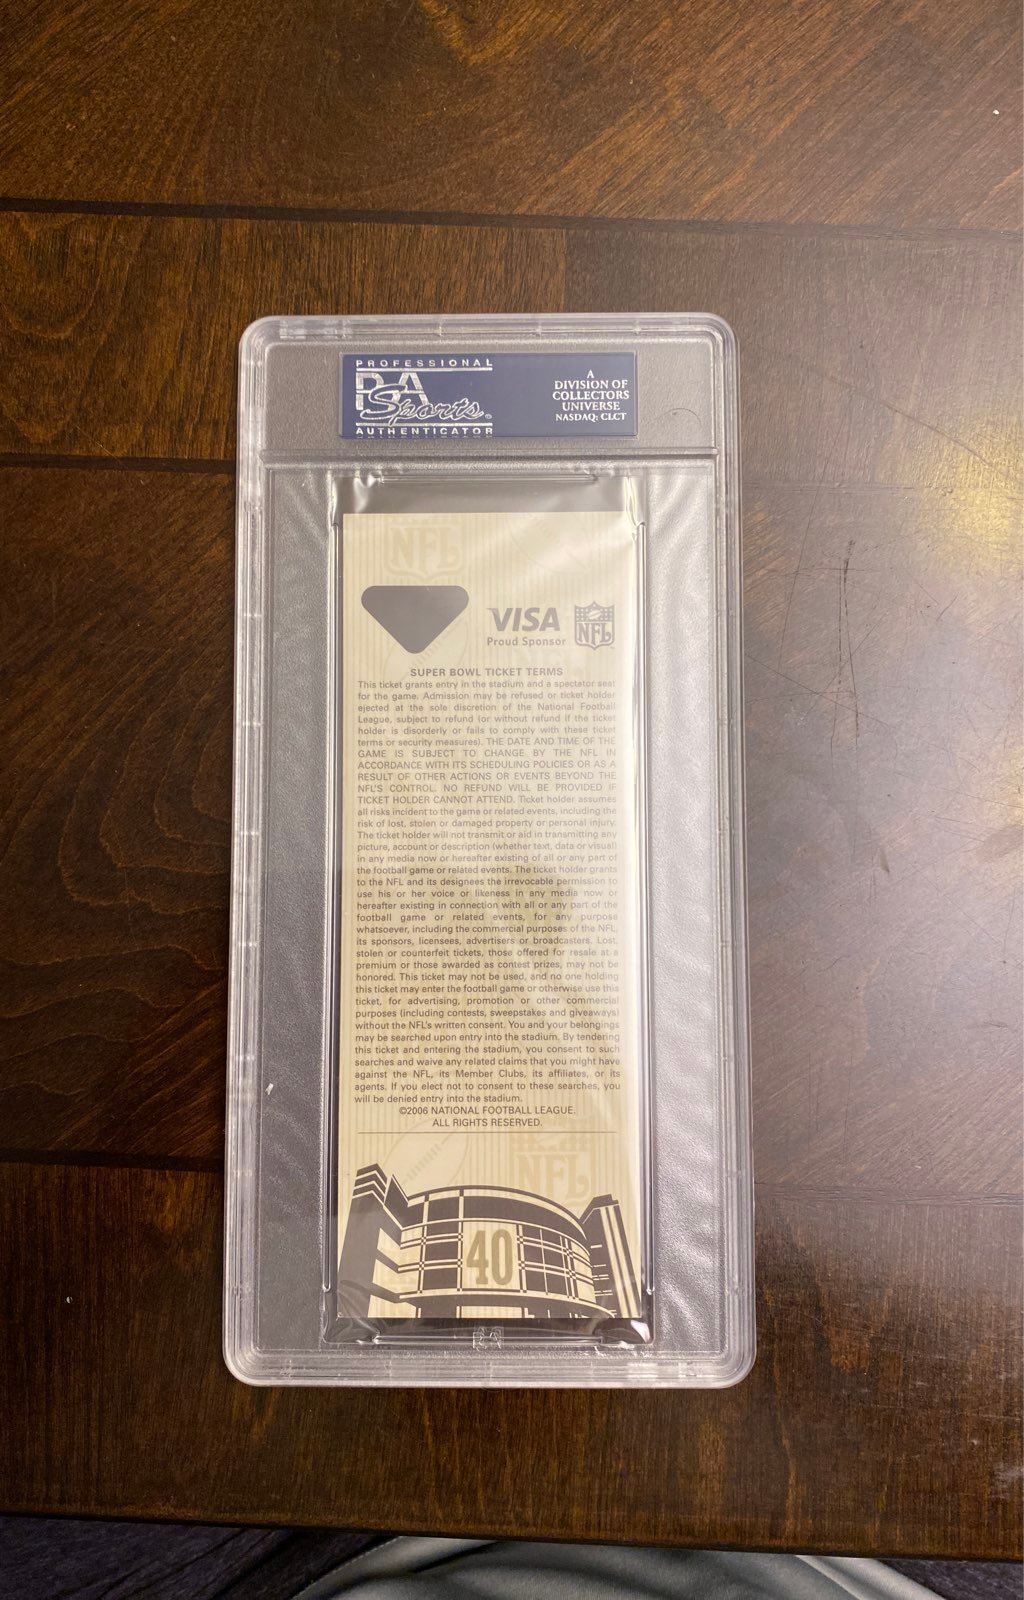 PROFESSIONAL
PSA
Sports
AUTHENTICATOR
A
DIVISION OF
COLLECTORS
UNIVERSE
NASDAQ: CLCT
NFL
VISA
Proud Sponsor
NFL
SUPER BOWL TICKET TERMS
This ticket grants entry in the stadium and a spectator seat
for the game. Admission may be refused or ticket holder
ejected at the sole discretion of the National Football
League, subject to refund (or without refund if the ticket
holder is disorderly or fails to comply with these ticket
terms or security measures). THE DATE AND TIME OF THE
GAME IS SUBJECT TO CHANGE BY THE NFL IN
ACCORDANCE WITH ITS SCHEDULING POLICIES OR AS A
RESULT OF OTHER ACTIONS OR EVENTS BEYOND THE
NFL'S CONTROL. NO REFUND WILL BE PROVIDED IF
TICKET HOLDER CANNOT ATTEND. Ticket holder assumes
all risks incident to the game or related events, including the
risk of lost, stolen or damaged property or personal injury.
The ticket holder will not transmit or aid in transmitting any
picture, account or description (whether text, data or visual)
in any media now or hereafter existing of all or any part of
the football game or related events. The ticket holder grants
to the NFL and its designees the irrevocable permission to
use his or her voice or likeness in any media now or
hereafter existing in connection with all or any part of the
football game or related events, for any purpose
whatsoever, including the commercial purposes of the NFL,
its sponsors, licensees, advertisers or broadcasters. Lost,
stolen or counterfeit tickets, those offered for resale at a
premium or those awarded as contest prizes, may not be
honored. This ticket may not be used, and no one holding
this ticket may enter the football game or otherwise use this
ticket, for advertising, promotion or other commercial
purposes (including contests, sweepstakes and giveaways)
without the NFL's written consent. You and your belongings
may be searched upon entry into the stadium. By tendering
this ticket and entering the stadium, you consent to such
searches and waive any related claims that you might have
against the NFL, its Member Clubs, its affiliates, or its
agents. If you elect not to consent to these searches, you
will be denied entry into the stadium.
©2006 NATIONAL FOOTBALL LEAGUE.
ALL RIGHTS RESERVED.
NFL
40